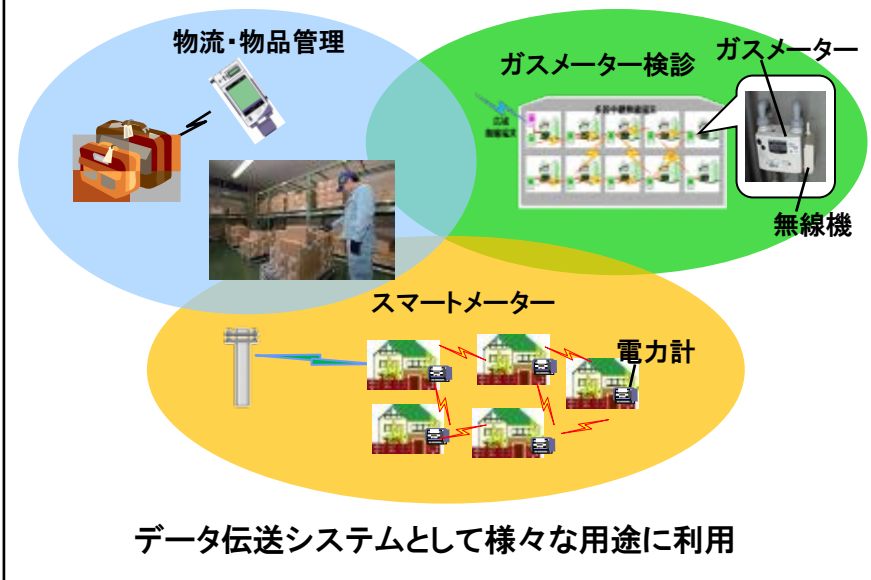 物流・物品管理
ガスメーター検診
ガスメーター
無線機
スマートメーター
電力計
データ伝送システムとして様々な用途に利用